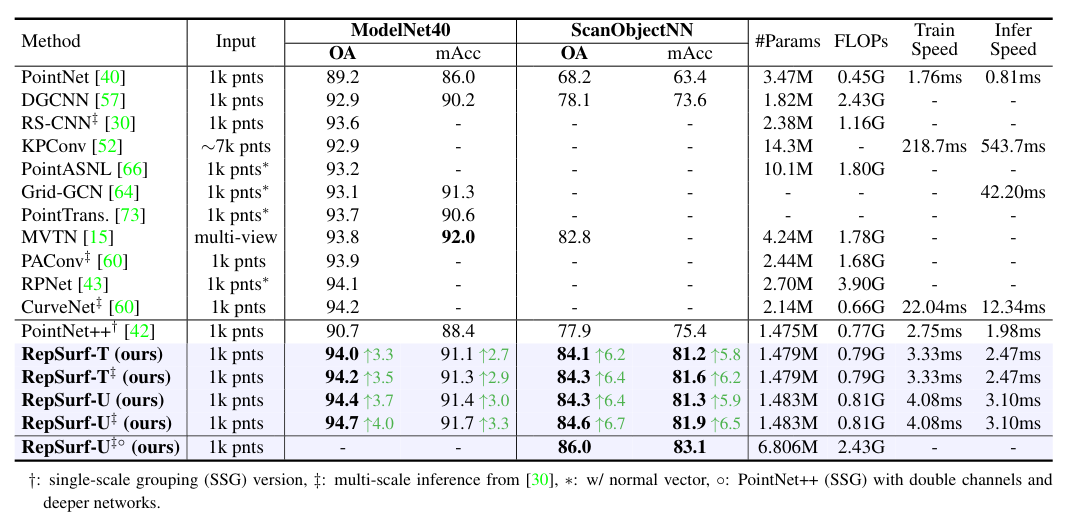 Method Input ModelNet40 ScanObjectNN #Params FLOPs Train Speed Infer Speed
OA mAcc OA mAcc
PointNet [40] 1k pnts 89.2 86.0 68.2 63.4 3.47M 0.45G 1.76ms 0.81ms
DGCNN [57] 1k pnts 92.9 90.2 78.1 73.6 1.82M 2.43G - -
RS-CNN‡ [30] 1k pnts 93.6 - - - 2.38M 1.16G - -
KPConv [52] ∼7k pnts 92.9 - - - 14.3M - 218.7ms 543.7ms
PointASNL [66] 1k pnts* 93.2 - - - 10.1M 1.80G - -
Grid-GCN [64] 1k pnts* 93.1 91.3 - - - - - 42.20ms
PointTrans. [73] 1k pnts* 93.7 90.6 - - - - - -
MVTN [15] multi-view 93.8 92.0 82.8 - 4.24M 1.78G - -
PAConv‡ [60] 1k pnts 93.9 - - - 2.44M 1.68G - -
RPNet [43] 1k pnts* 94.1 - - - 2.70M 3.90G - -
CurveNet‡ [60] 1k pnts 94.2 - - - 2.14M 0.66G 22.04ms 12.34ms
PointNet++† [42] 1k pnts 90.7 88.4 77.9 75.4 1.475M 0.77G 2.75ms 1.98ms
RepSurf-T (ours) 1k pnts 94.0 ↑3.3 91.1 ↑2.7 84.1 ↑6.2 81.2 ↑5.8 1.479M 0.79G 3.33ms 2.47ms
RepSurf-T‡ (ours) 1k pnts 94.2 ↑3.5 91.3 ↑2.9 84.3 ↑6.4 81.6 ↑6.2 1.479M 0.79G 3.33ms 2.47ms
RepSurf-U (ours) 1k pnts 94.4 ↑3.7 91.4 ↑3.0 84.3 ↑6.4 81.3 ↑5.9 1.483M 0.81G 4.08ms 3.10ms
RepSurf-U‡ (ours) 1k pnts 94.7 ↑4.0 91.7 ↑3.3 84.6 ↑6.7 81.9 ↑6.5 1.483M 0.81G 4.08ms 3.10ms
RepSurf-U‡◦ (ours) 1k pnts - - 86.0 83.1 6.806M 2.43G - -
†: single-scale grouping (SSG) version, ‡: multi-scale inference from [30], *: w/ normal vector, ◦: PointNet++ (SSG) with double channels and
deeper networks.